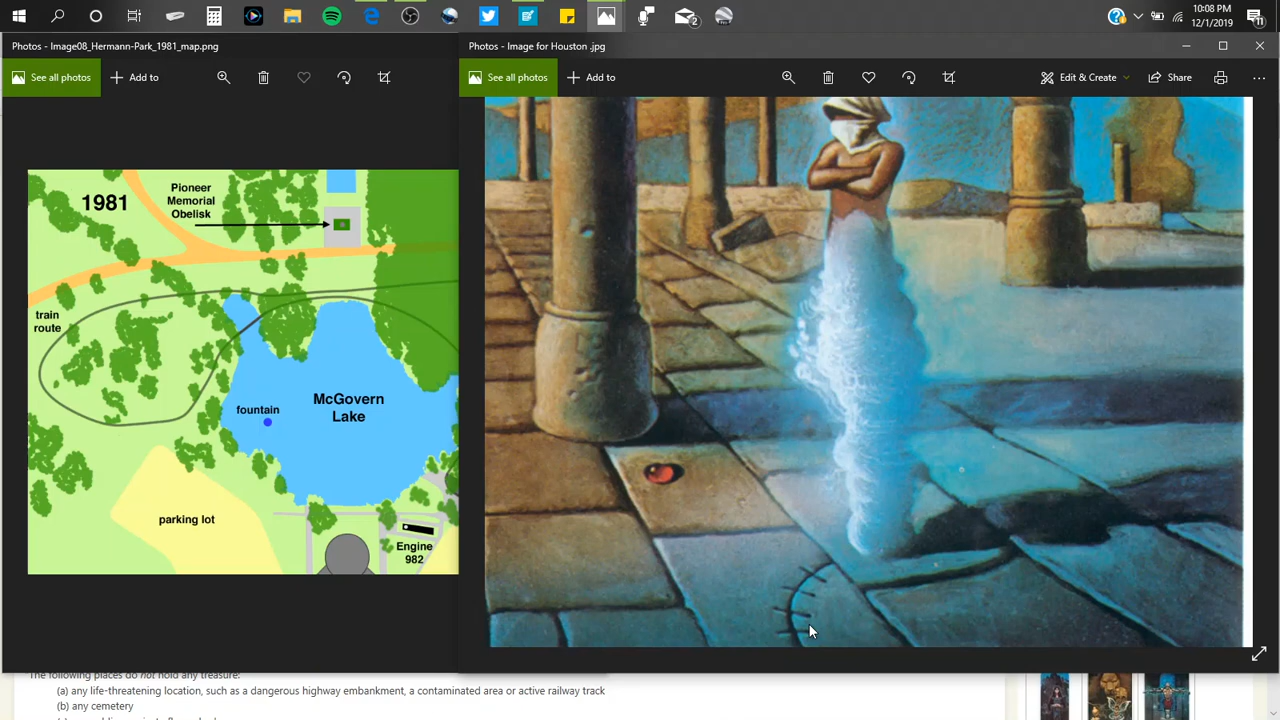 10:08 PM
12/1/2019
2
11
Photos - Image08_Hermann-Park_1981_map.png
Photos - Image for Houston .jpg
See all photos
Add to
See all photos
Add to
Edit & Create
Share
1981
Pioneer
Memorial
Obelisk
train
route
fountain
McGovern
Lake
parking lot
Engine
982
The following places do not hold any treasure:
(a) any life-threatening location, such as a dangerous highway embankment, a contaminated area or active railway track
(b) any cemetery